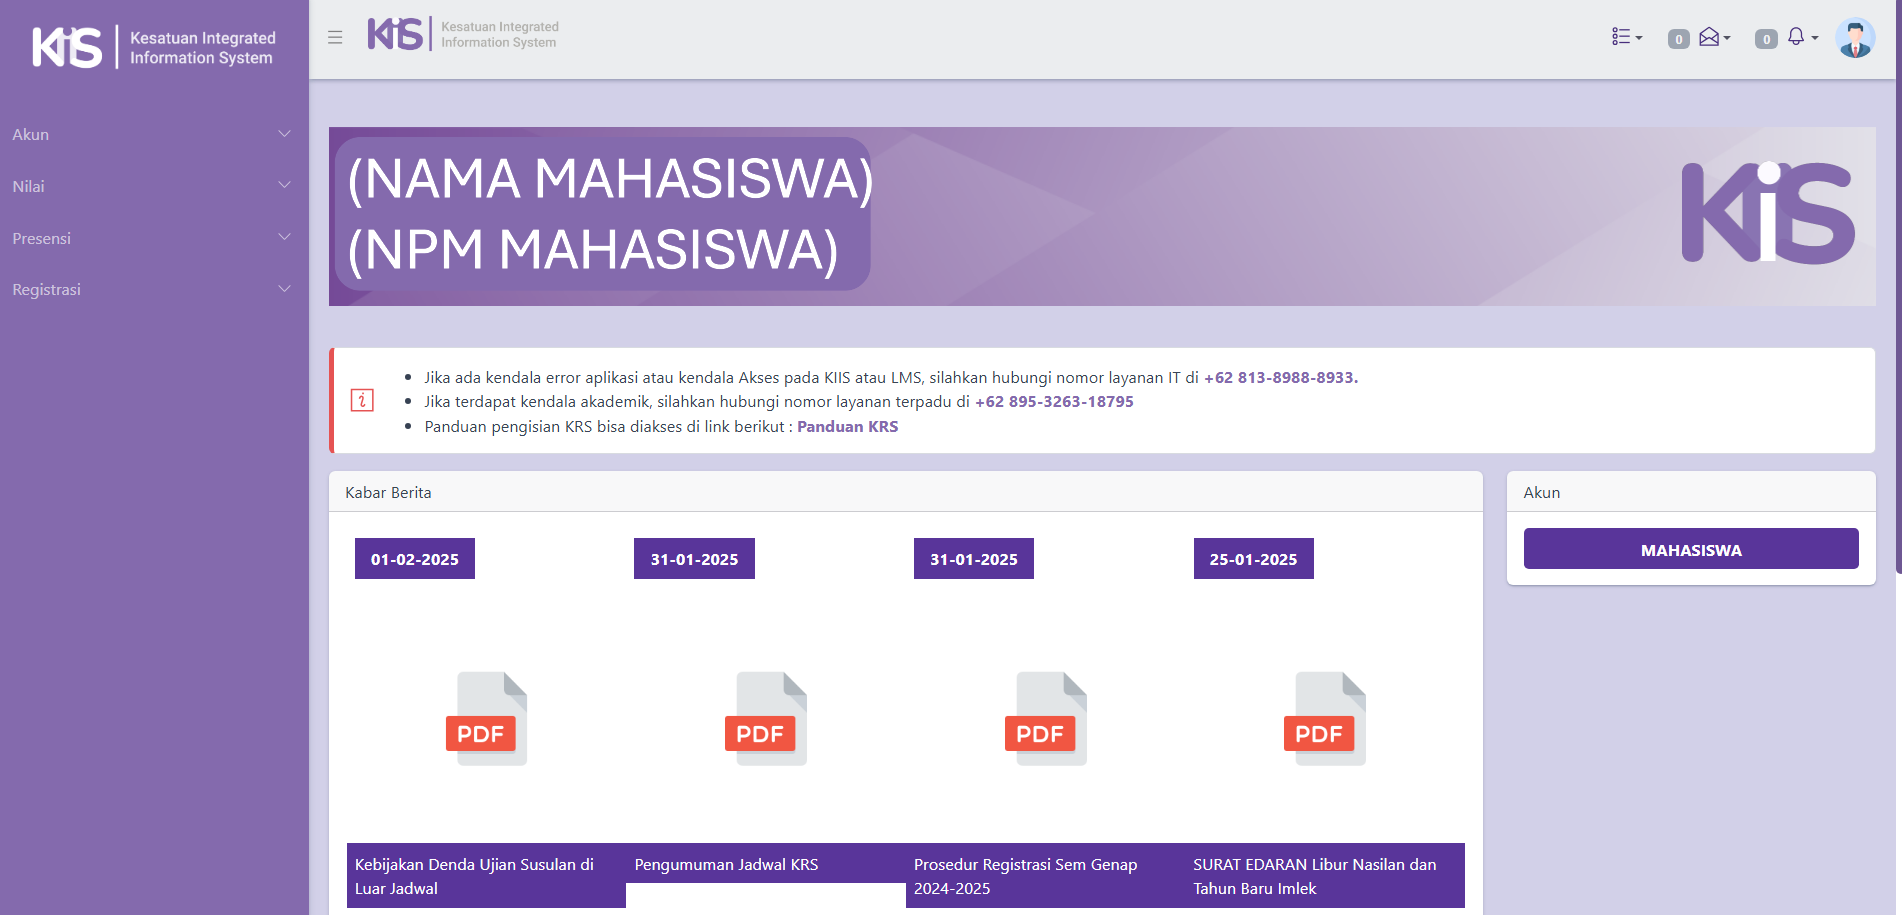 KiS
Kesatuan Integrated
Information System
Akun
Nilai
Presensi
Registrasi
KiS
Kesatuan Integrated
Information System
0
0
(NAMA MAHASISWA)
(NPM MAHASISWA)
KiS
i
Jika ada kendala error aplikasi atau kendala Akses pada KIIS atau LMS, silahkan hubungi nomor layanan IT di +62 813-8988-8933.
Jika terdapat kendala akademik, silahkan hubungi nomor layanan terpadu di +62 895-3263-18795
Panduan pengisian KRS bisa diakses di link berikut : Panduan KRS
Kabar Berita
01-02-2025
PDF
Kebijakan Denda Ujian Susulan di
Luar Jadwal
31-01-2025
PDF
Pengumuman Jadwal KRS
31-01-2025
PDF
Prosedur Registrasi Sem Genap
2024-2025
25-01-2025
PDF
SURAT EDARAN Libur Nasilan dan
Tahun Baru Imlek
Akun
MAHASISWA